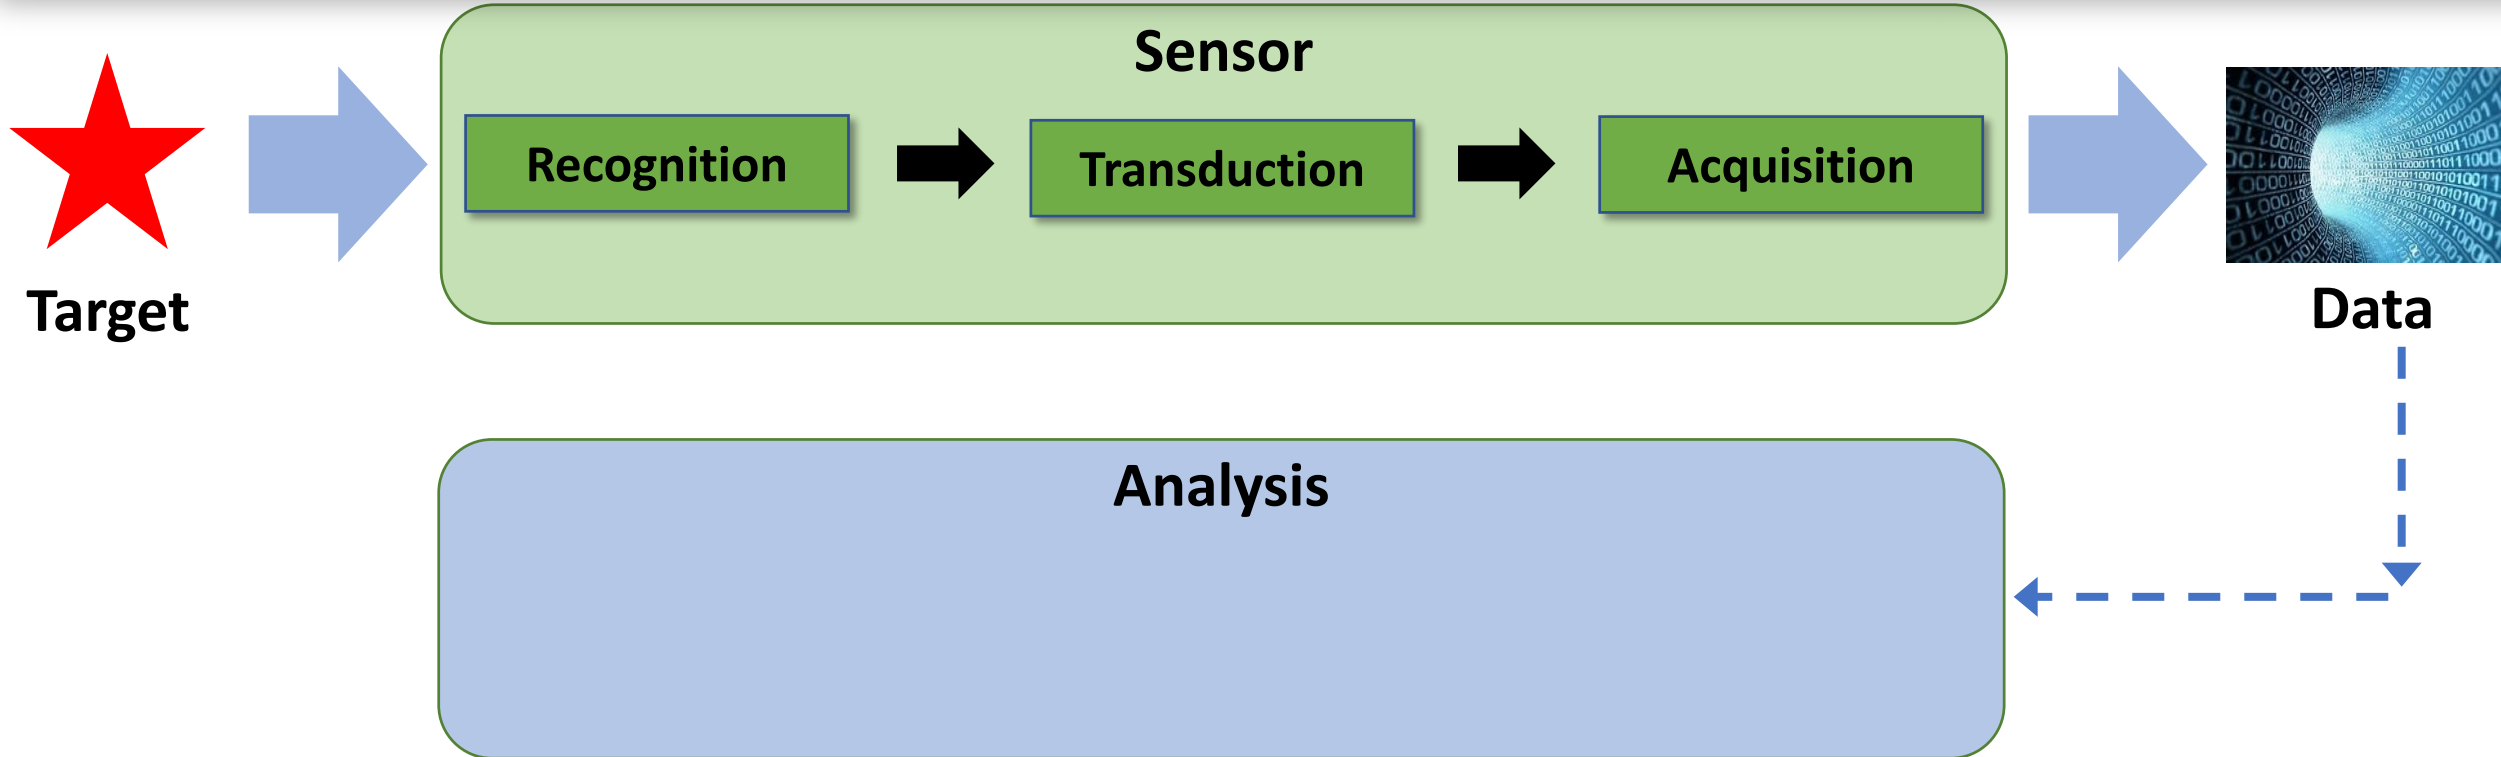 Sensor
Recognition
Transduction
Acquisition
Target
Data
Analysis